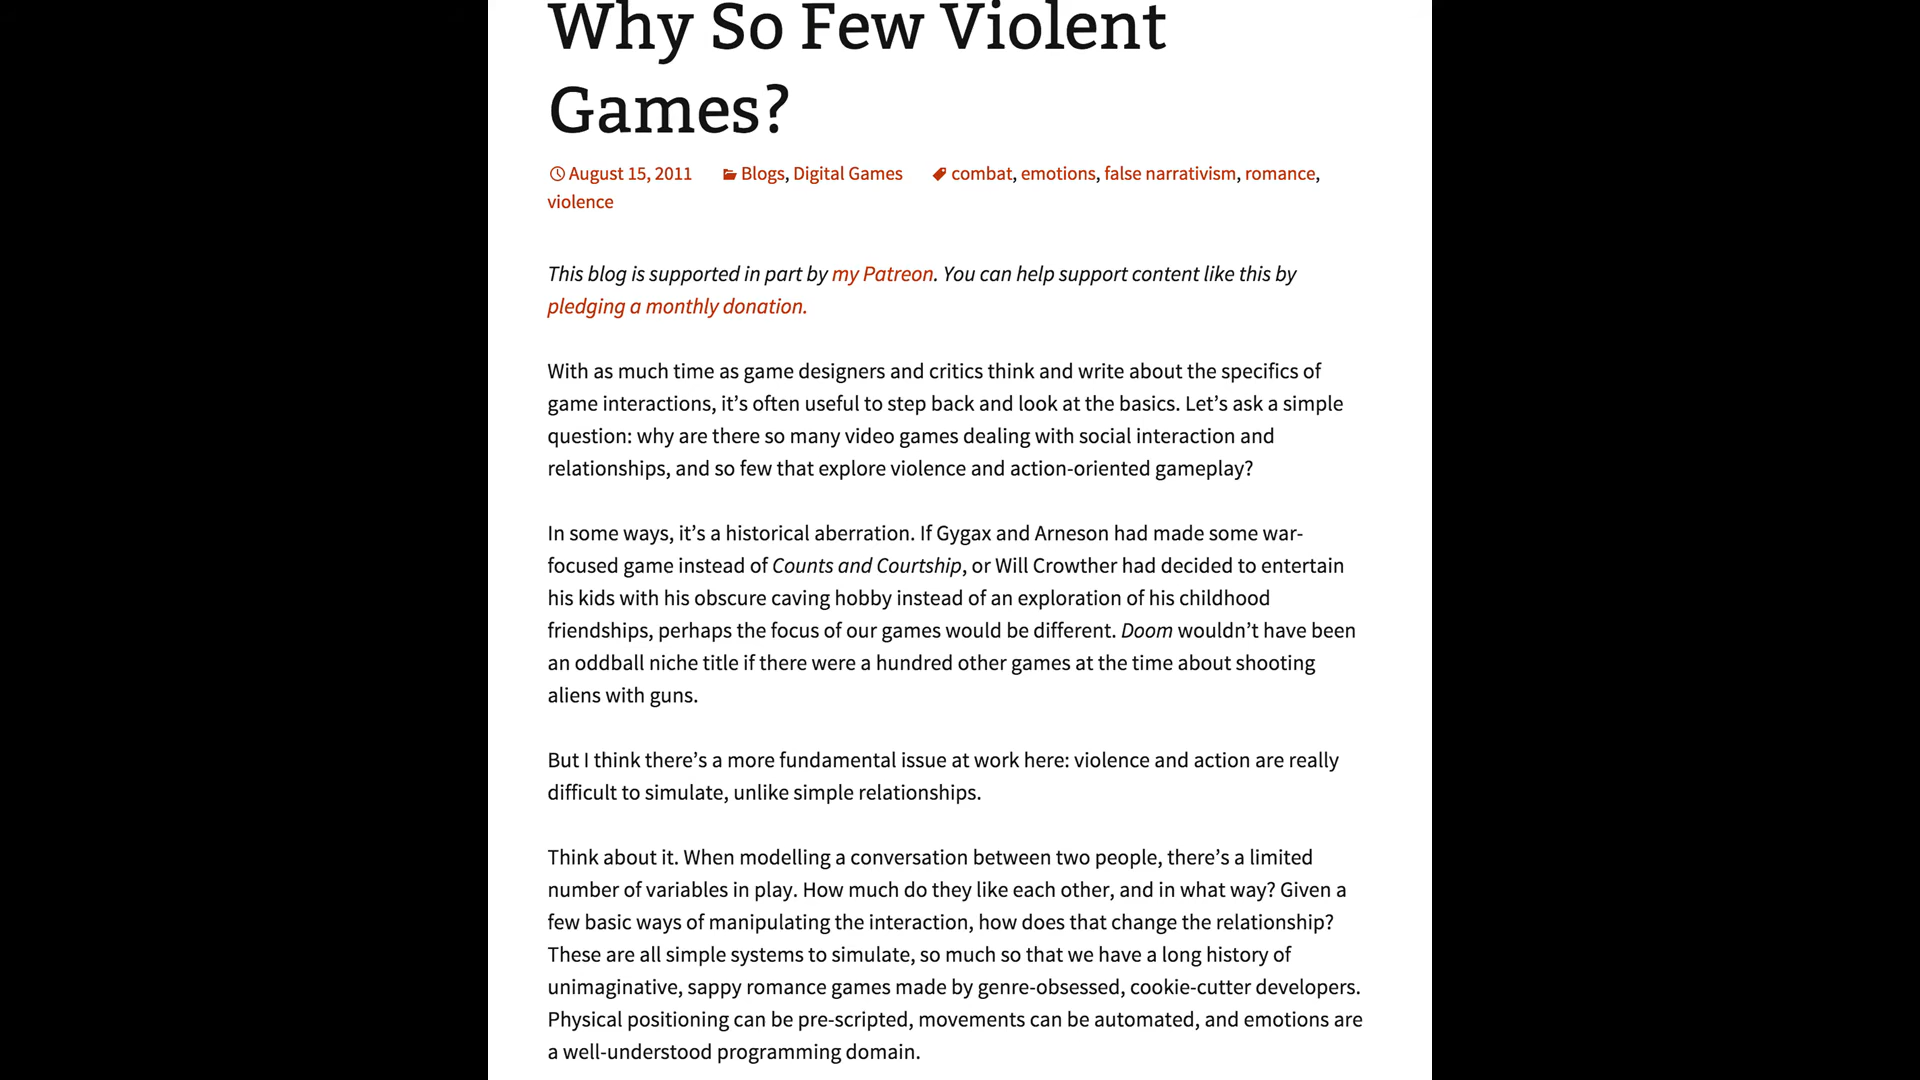 Why So Few Violent
Games?
August 15, 2011 Blogs, Digital Games combat, emotions, false narrativism, romance,
violence
This blog is supported in part by my Patreon. You can help support content like this by
pledging a monthly donation.
With as much time as game designers and critics think and write about the specifics of
game interactions, it’s often useful to step back and look at the basics. Let’s ask a simple
question: why are there so many video games dealing with social interaction and
relationships, and so few that explore violence and action-oriented gameplay?
In some ways, it’s a historical aberration. If Gygax and Arneson had made some war-
focused game instead of Counts and Courtship, or Will Crowther had decided to entertain
his kids with his obscure caving hobby instead of an exploration of his childhood
friendships, perhaps the focus of our games would be different. Doom wouldn’t have been
an oddball niche title if there were a hundred other games at the time about shooting
aliens with guns.
But I think there’s a more fundamental issue at work here: violence and action are really
difficult to simulate, unlike simple relationships.
Think about it. When modelling a conversation between two people, there’s a limited
number of variables in play. How much do they like each other, and in what way? Given a
few basic ways of manipulating the interaction, how does that change the relationship?
These are all simple systems to simulate, so much so that we have a long history of
unimaginative, sappy romance games made by genre-obsessed, cookie-cutter developers.
Physical positioning can be pre-scripted, movements can be automated, and emotions are
a well-understood programming domain.